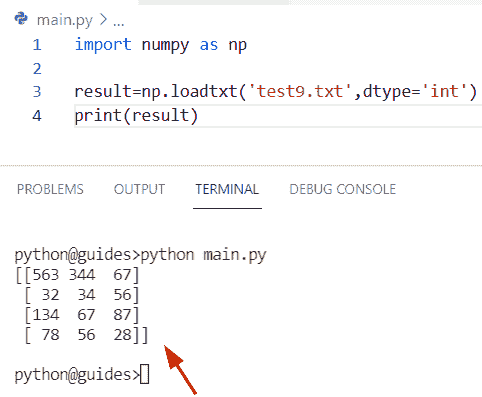 main.py > ...
1 import numpy as np
2
3 result=np.loadtxt('test9.txt',dtype='int')
4 print(result)
PROBLEMS OUTPUT TERMINAL DEBUG CONSOLE
python@guides>python main.py
[[563 344  67]
 [ 32  34  56]
 [134  67  87]
 [ 78  56  28]]
python@guides>